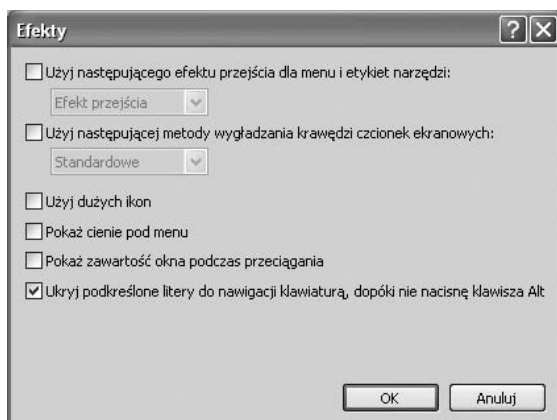 Efekty
Użyj następującego efektu przejścia dla menu i etykiet narzędzi:
Efekt przejścia
Użyj następującej metody wygładzania krawędzi czcionek ekranowych:
Standardowe
Użyj dużych ikon
Pokaż cienie pod menu
Pokaż zawartość okna podczas przeciągania
Ukryj podkreślone litery do nawigacji klawiaturą, dopóki nie nacisnę klawisza Alt
OK Anuluj